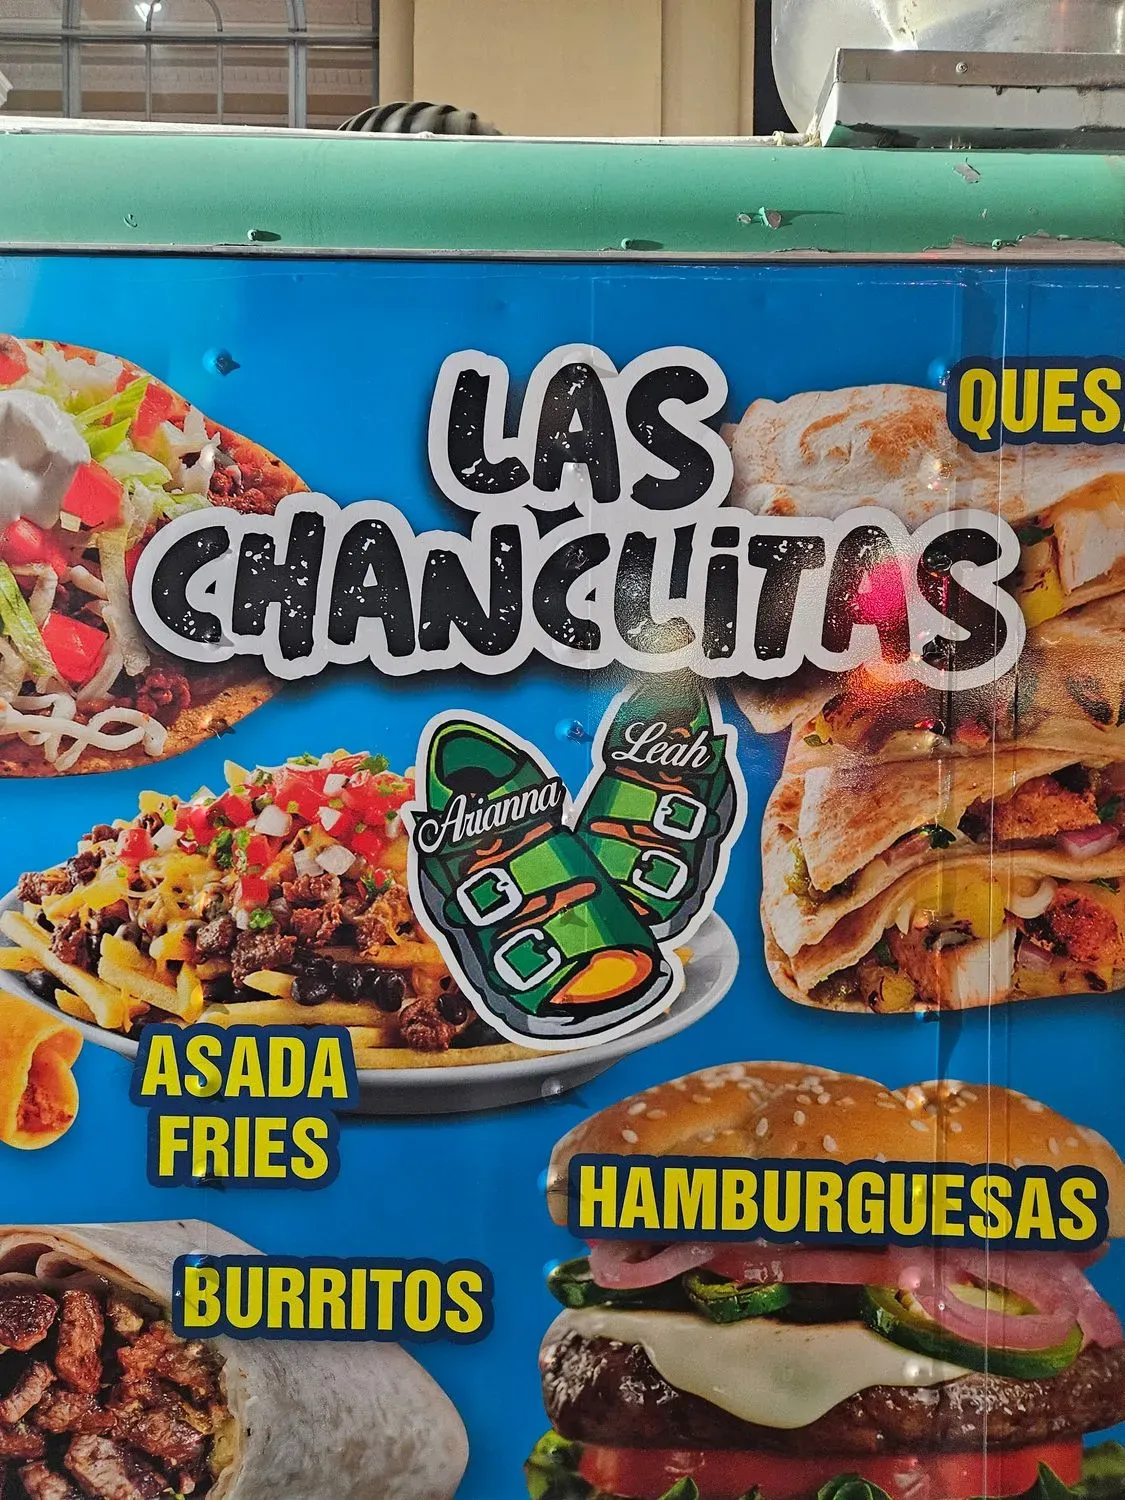 LAS
CHANCLiTAS
QUES
Leah
Arianna
ASADA
FRIES
HAMBURGUESAS
BURRITOS